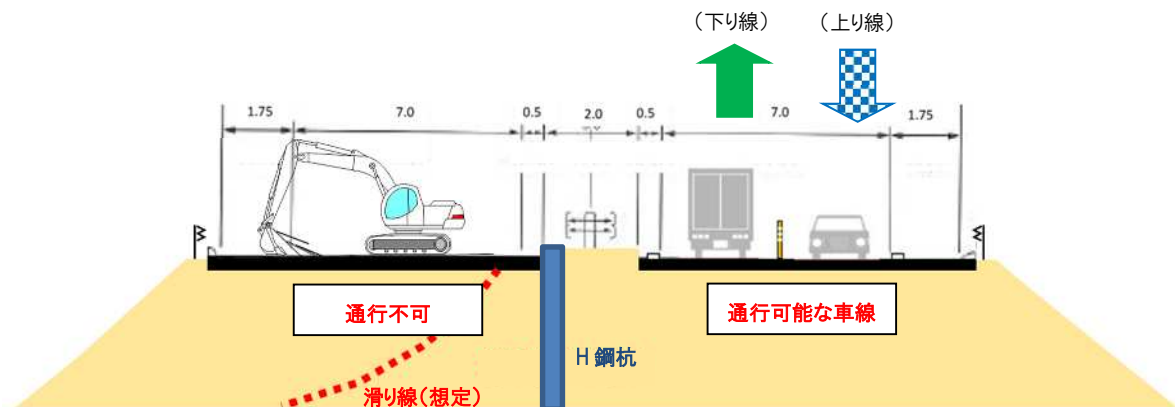 （下り線） （上り線）
1.75 7.0 0.5 2.0 0.5 7.0 1.75
通行不可 通行可能な車線
H鋼杭
滑り線（想定）